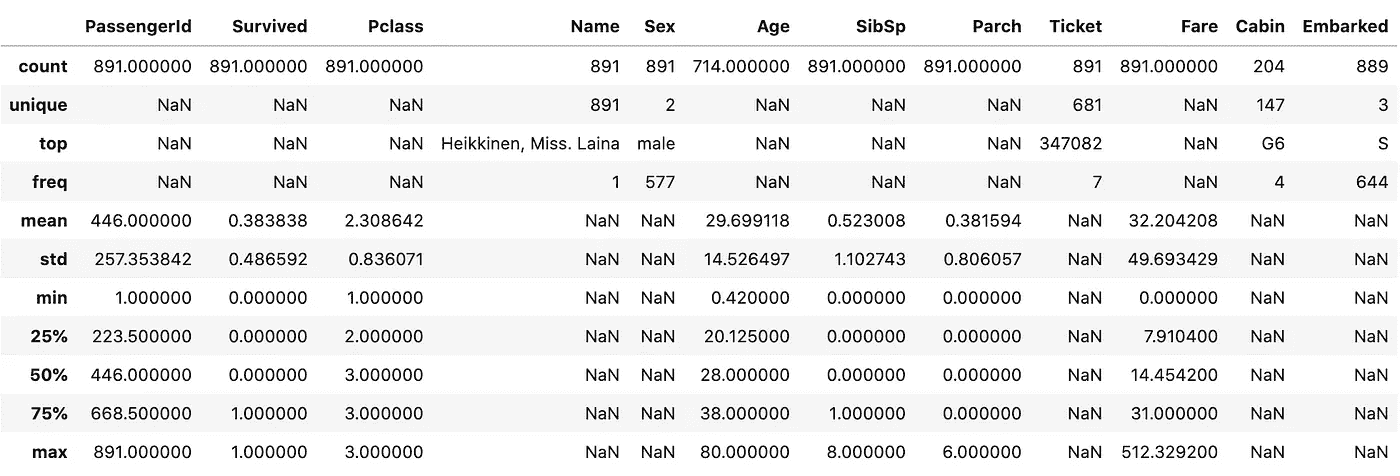 PassengerId Survived Pclass Name Sex Age SibSp Parch Ticket Fare Cabin Embarked
count 891.000000 891.000000 891.000000 891 891 714.000000 891.000000 891.000000 891 891.000000 204 889
unique NaN NaN NaN 891 2 NaN NaN NaN 681 NaN 147 3
top NaN NaN NaN Heikkinen, Miss. Laina male NaN NaN NaN 347082 NaN G6 S
freq NaN NaN NaN 1 577 NaN NaN NaN 7 NaN 4 644
mean 446.000000 0.383838 2.308642 NaN NaN 29.699118 0.523008 0.381594 NaN 32.204208 NaN NaN
std 257.353842 0.486592 0.836071 NaN NaN 14.526497 1.102743 0.806057 NaN 49.693429 NaN NaN
min 1.000000 0.000000 1.000000 NaN NaN 0.420000 0.000000 0.000000 NaN 0.000000 NaN NaN
25% 223.500000 0.000000 2.000000 NaN NaN 20.125000 0.000000 0.000000 NaN 7.910400 NaN NaN
50% 446.000000 0.000000 3.000000 NaN NaN 28.000000 0.000000 0.000000 NaN 14.454200 NaN NaN
75% 668.500000 1.000000 3.000000 NaN NaN 38.000000 1.000000 0.000000 NaN 31.000000 NaN NaN
max 891.000000 1.000000 3.000000 NaN NaN 80.000000 8.000000 6.000000 NaN 512.329200 NaN NaN